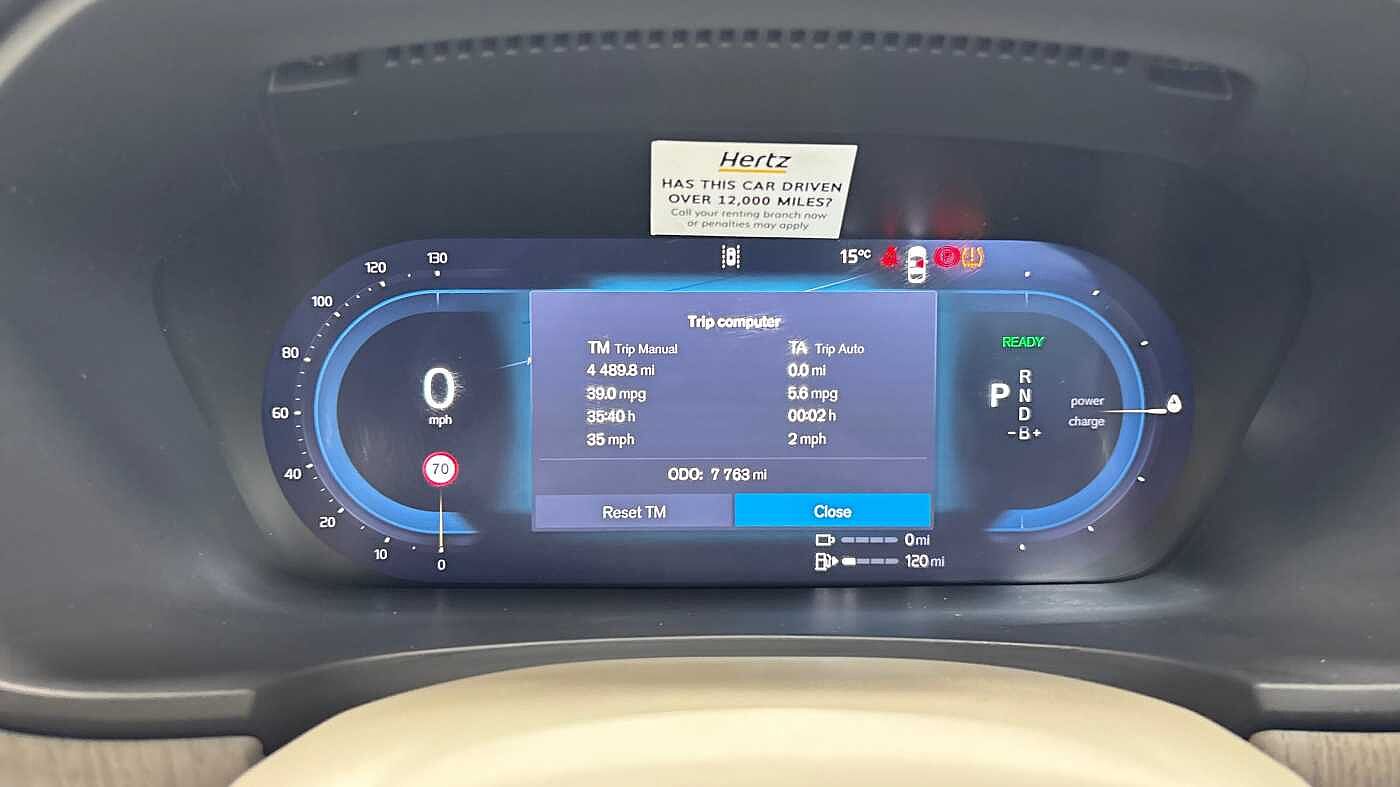 Hertz
HAS THIS CAR DRIVEN
OVER 12,000 MILES?
Call your renting branch now
or penalties may apply
15°C
130
120
100
80
60
40
20
10
0
0
mph
70
Trip computer
TM Trip Manual
4 489.8 mi
39.0 mpg
35:40 h
35 mph
TA Trip Auto
0.0 mi
5.6 mpg
00:02 h
2 mph
ODO: 7 763 mi
Reset TM
Close
0 mi
120 mi
READY
P
R
N
D
-B+
power
charge